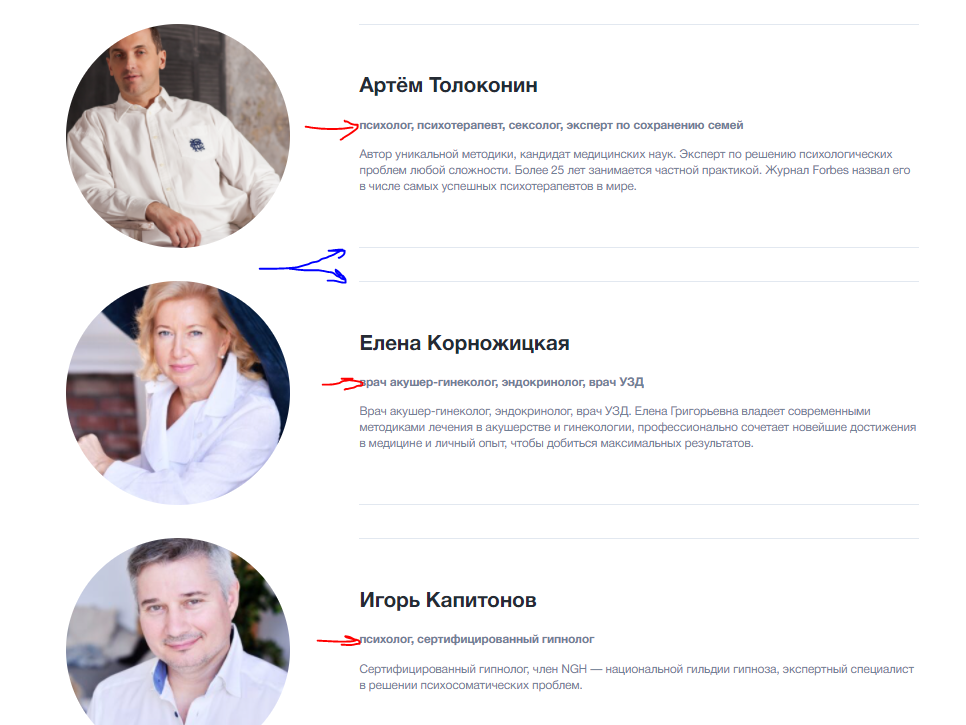 Артём Толоконин
психолог, психотерапевт, сексолог, эксперт по сохранению семей
Автор уникальной методики, кандидат медицинских наук. Эксперт по решению психологических
проблем любой сложности. Более 25 лет занимается частной практикой. Журнал Forbes назвал его
в числе самых успешных психотерапевтов в мире.
Елена Корножицкая
врач акушер-гинеколог, эндокринолог, врач УЗД
Врач акушер-гинеколог, эндокринолог, врач УЗД. Елена Григорьевна владеет современными
методиками лечения в акушерстве и гинекологии, профессионально сочетает новейшие достижения
в медицине и личный опыт, чтобы добиться максимальных результатов.
Игорь Капитонов
психолог, сертифицированный гипнолог
Сертифицированный гипнолог, член NGH — национальной гильдии гипноза, экспертный специалист
в решении психосоматических проблем.